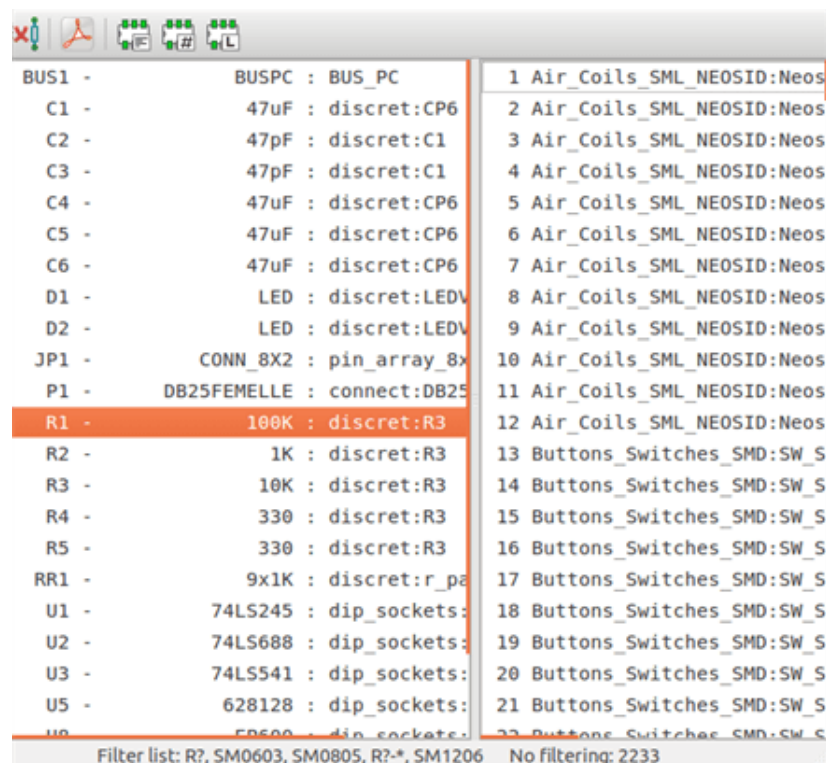 BUS1 - BUSPC : BUS_PC
C1 - 47uF : discret:CP6
C2 - 47pF : discret:C1
C3 - 47pF : discret:C1
C4 - 47uF : discret:CP6
C5 - 47uF : discret:CP6
C6 - 47uF : discret:CP6
D1 - LED : discret:LEDV
D2 - LED : discret:LEDV
JP1 - CONN_8X2 : pin_array_8x
P1 - DB25FEMELLE : connect:DB25
R1 - 100K : discret:R3
R2 - 1K : discret:R3
R3 - 10K : discret:R3
R4 - 330 : discret:R3
R5 - 330 : discret:R3
RR1 - 9x1K : discret:r_pa
U1 - 74LS245 : dip_sockets:
U2 - 74LS688 : dip_sockets:
U3 - 74LS541 : dip_sockets:
U5 - 628128 : dip_sockets:
1 Air_Coils_SML_NEOSID:Neos
2 Air_Coils_SML_NEOSID:Neos
3 Air_Coils_SML_NEOSID:Neos
4 Air_Coils_SML_NEOSID:Neos
5 Air_Coils_SML_NEOSID:Neos
6 Air_Coils_SML_NEOSID:Neos
7 Air_Coils_SML_NEOSID:Neos
8 Air_Coils_SML_NEOSID:Neos
9 Air_Coils_SML_NEOSID:Neos
10 Air_Coils_SML_NEOSID:Neos
11 Air_Coils_SML_NEOSID:Neos
12 Air_Coils_SML_NEOSID:Neos
13 Buttons_Switches_SMD:SW_S
14 Buttons_Switches_SMD:SW_S
15 Buttons_Switches_SMD:SW_S
16 Buttons_Switches_SMD:SW_S
17 Buttons_Switches_SMD:SW_S
18 Buttons_Switches_SMD:SW_S
19 Buttons_Switches_SMD:SW_S
20 Buttons_Switches_SMD:SW_S
21 Buttons_Switches_SMD:SW_S
22 Buttons_Switches_SMD:SW_S
Filter list: R?, SM0603, SM0805, R?-*, SM1206 No filtering: 2233